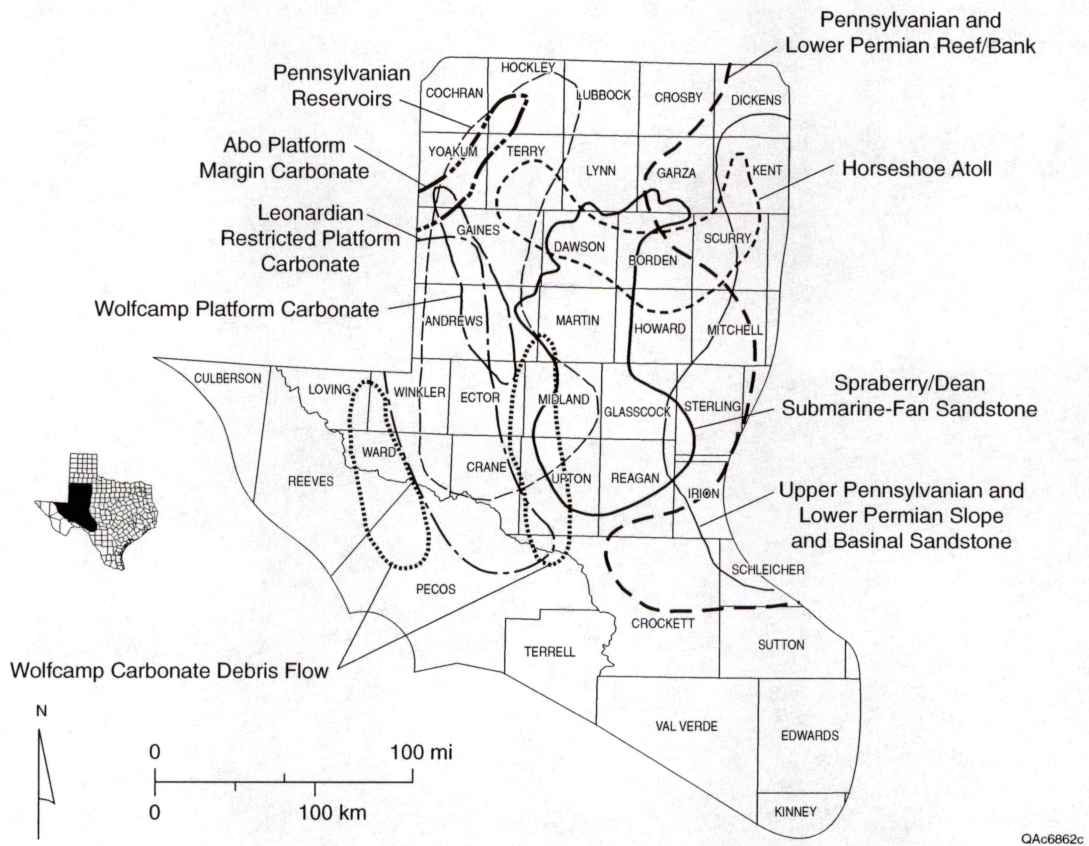 Pennsylvanian and
Lower Permian Reef/Bank
Pennsylvanian
Reservoirs
HOCKLEY
COCHRAN
LUBBOCK
CROSBY
DICKENS
Abo Platform
Margin Carbonate
YOAKUM
TERRY
LYNN
GARZA
KENT
Horseshoe Atoll
Leonardian
Restricted Platform
Carbonate
GAINES
DAWSON
BORDEN
SCURRY
Wolfcamp Platform Carbonate
ANDREWS
MARTIN
HOWARD
MITCHELL
CULBERSON
LOVING
WINKLER
ECTOR
MIDLAND
GLASSCOCK
STERLING
Spraberry/Dean
Submarine-Fan Sandstone
REEVES
WARD
CRANE
UPTON
REAGAN
IRION
Upper Pennsylvanian and
Lower Permian Slope
and Basinal Sandstone
PECOS
SCHLEICHER
CROCKETT
TERRELL
SUTTON
Wolfcamp Carbonate Debris Flow
VAL VERDE
EDWARDS
KINNEY
N
0 100 mi
0 100 km
QAc6862c